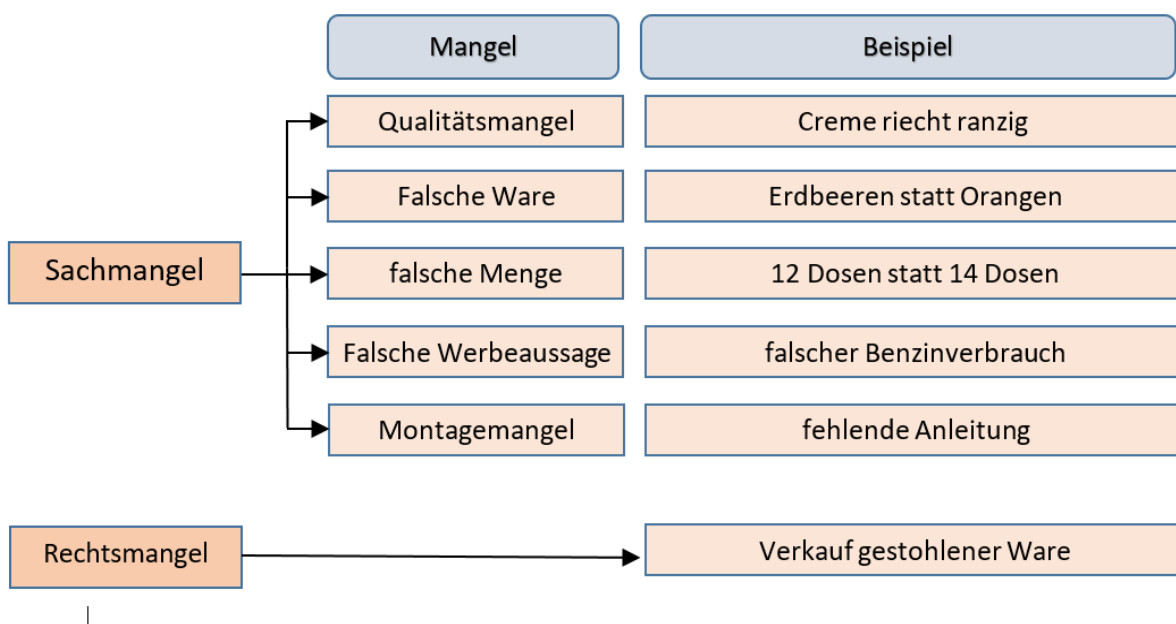 Mangel
Beispiel
Qualitätsmangel
Creme riecht ranzig
Falsche Ware
Erdbeeren statt Orangen
Sachmangel
falsche Menge
12 Dosen statt 14 Dosen
Falsche Werbeaussage
falscher Benzinverbrauch
Montagemangel
fehlende Anleitung
Rechtsmangel
Verkauf gestohlener Ware